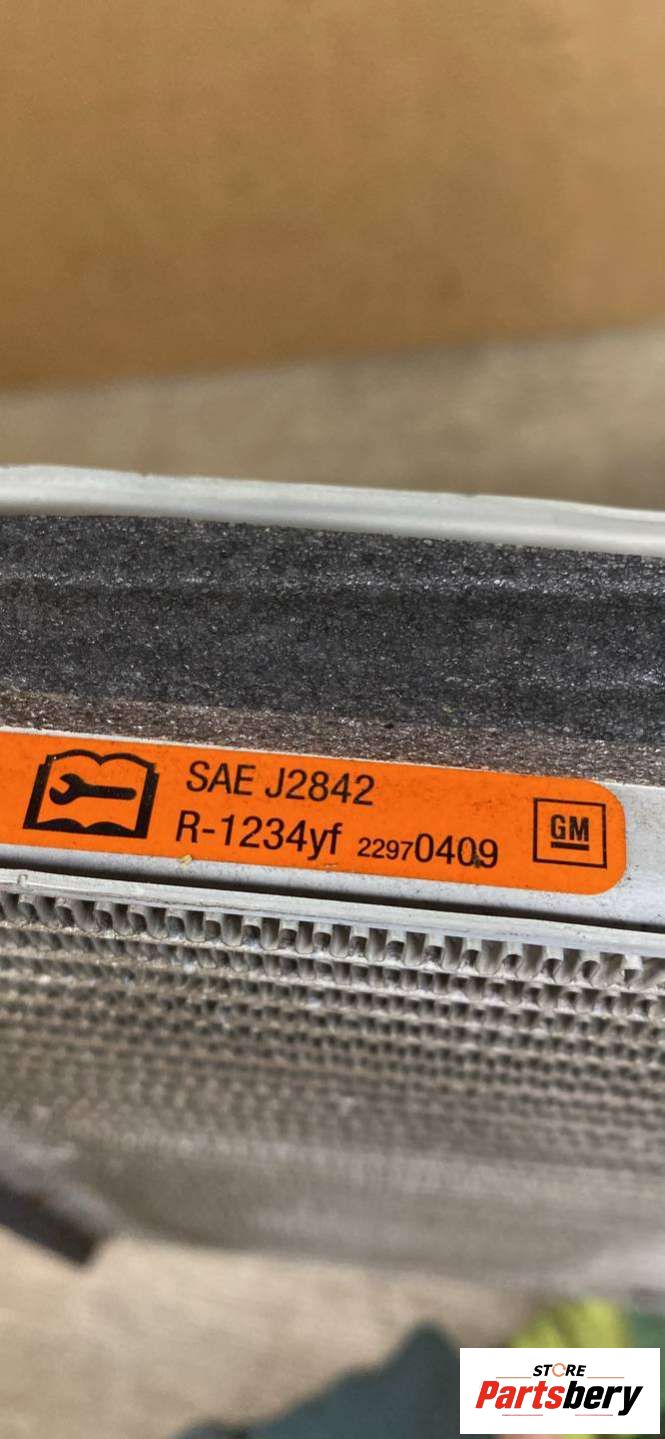 SAE J2842
R-1234yf 22970409
GM
STORE
Partsbery